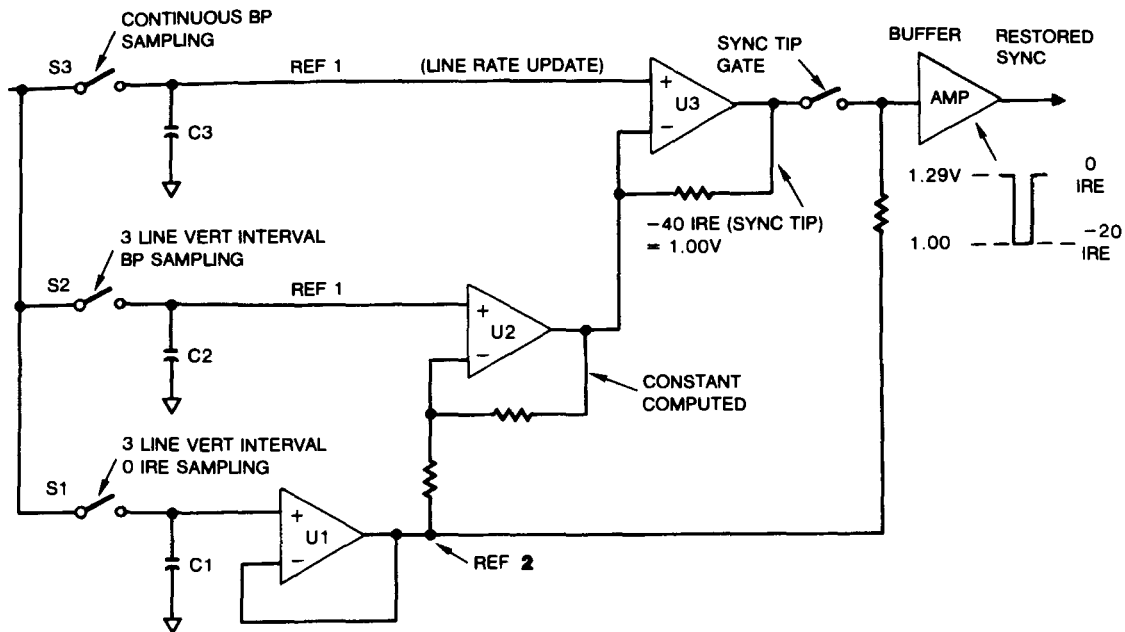 CONTINUOUS BP
SAMPLING
S3
REF 1
(LINE RATE UPDATE)
C3
+
−
U3
SYNC TIP
GATE
BUFFER
AMP
RESTORED
SYNC
1.29V
0
IRE
1.00
−20
IRE
−40 IRE (SYNC TIP)
= 1.00V
3 LINE VERT INTERVAL
BP SAMPLING
S2
REF 1
C2
+
−
U2
CONSTANT
COMPUTED
3 LINE VERT INTERVAL
0 IRE SAMPLING
S1
C1
+
−
U1
REF 2